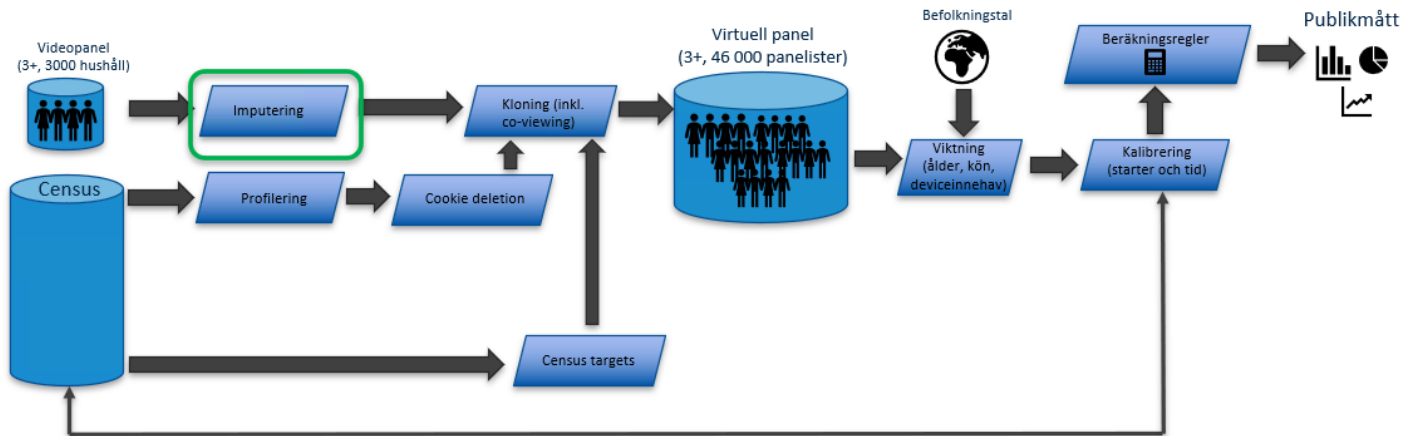 Videopanel
(3+, 3000 hushåll)
Imputering
Kloning (inkl.
co-viewing)
Virtuell panel
(3+, 46 000 panelister)
Befolkningstal
Viktning
(ålder, kön,
deviceinnehav)
Kalibrering
(starter och tid)
Beräkningsregler
Publikmått
Census
Profilering
Cookie deletion
Census targets